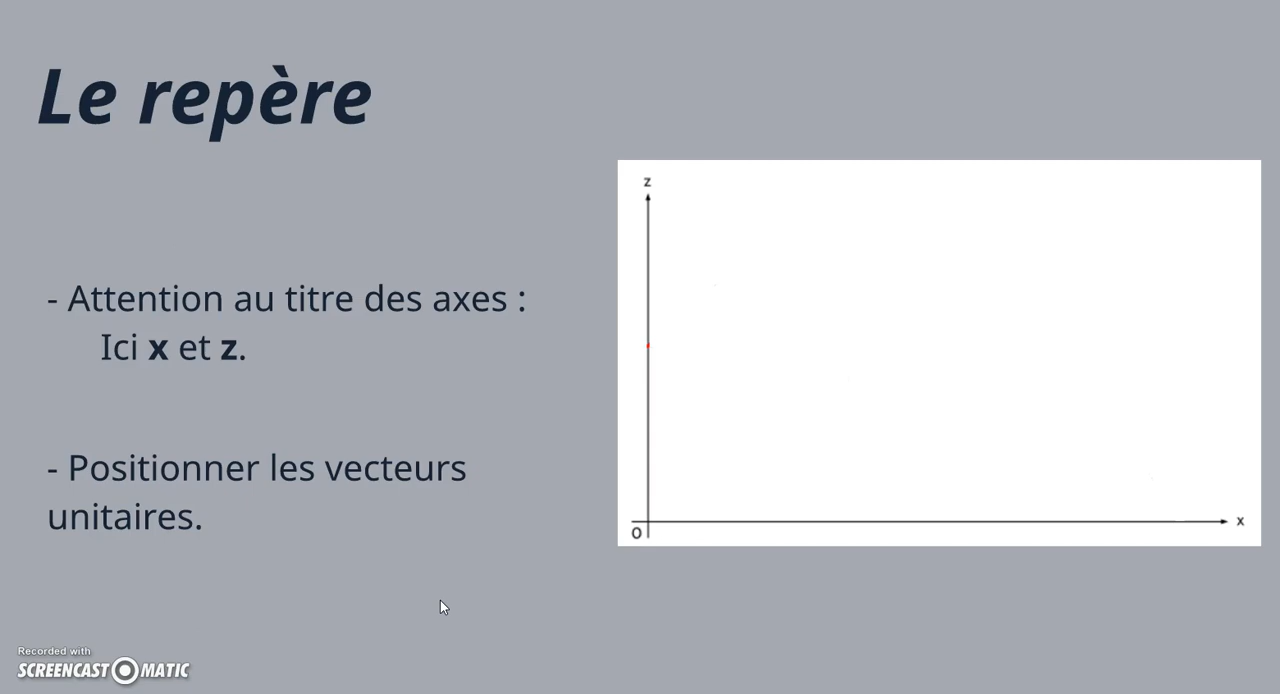 Le repère
- Attention au titre des axes :
Ici x et z.
- Positionner les vecteurs
unitaires.
z
O
x
Recorded with
SCREENCAST MATIC